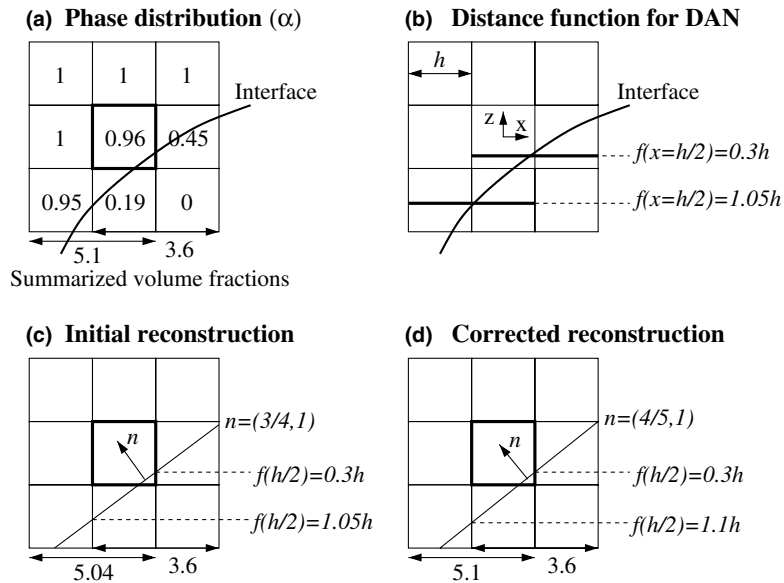 (a) Phase distribution (α)
1 1 1
Interface
1 0.96 0.45
0.95 0.19 0
5.1 3.6
Summarized volume fractions
(b) Distance function for DAN
h
Interface
z
x
f(x=h/2)=0.3h
f(x=h/2)=1.05h
(c) Initial reconstruction
n=(3/4,1)
n
f(h/2)=0.3h
f(h/2)=1.05h
5.04 3.6
(d) Corrected reconstruction
n=(4/5,1)
n
f(h/2)=0.3h
f(h/2)=1.1h
5.1 3.6